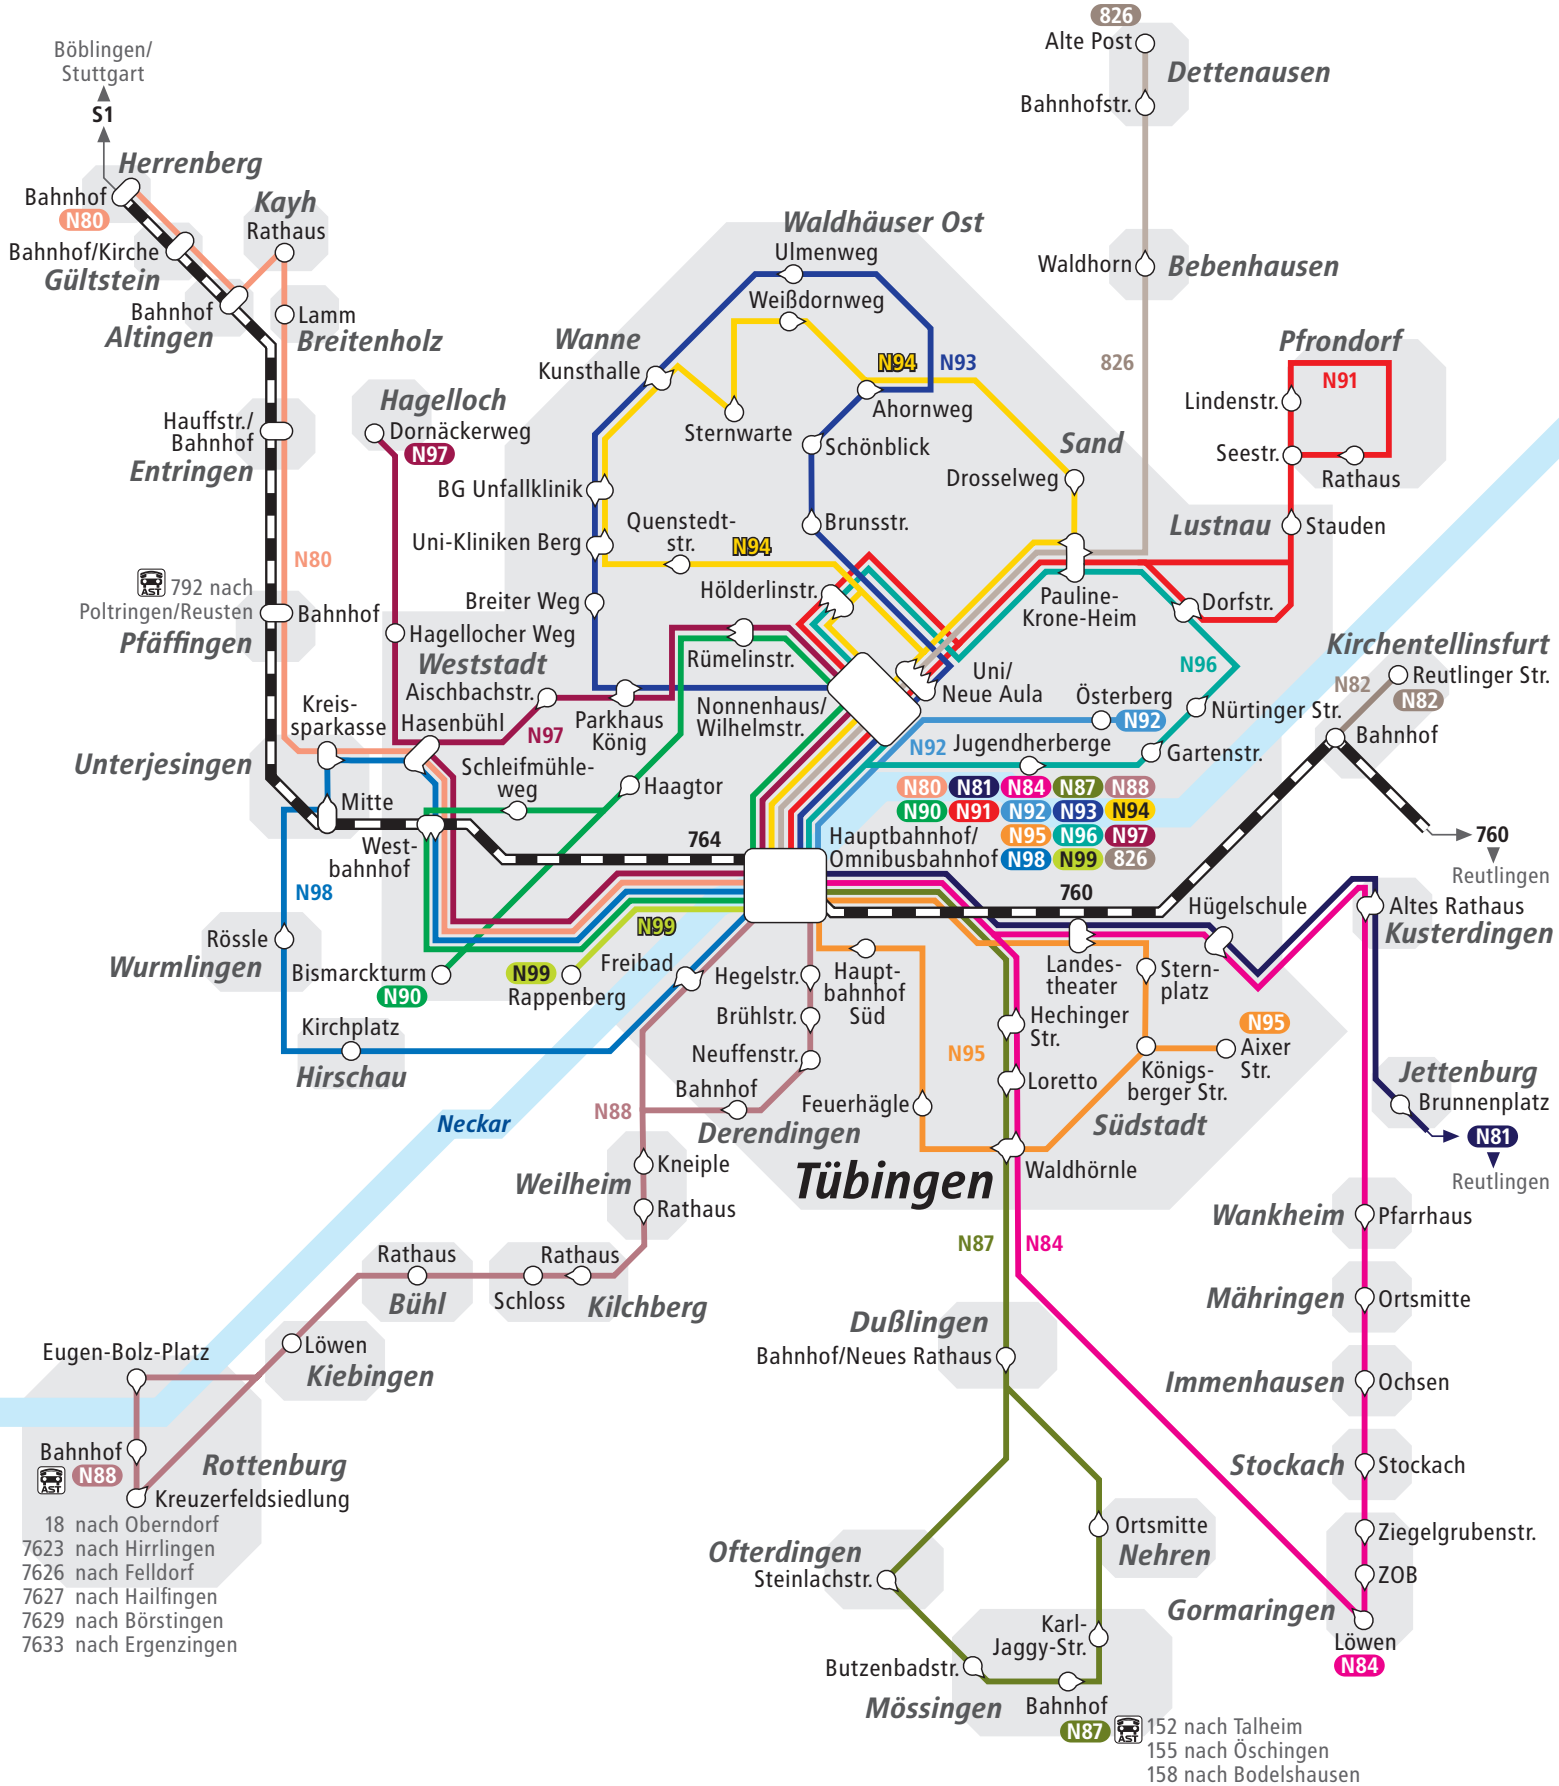 826
Alte Post
Dettenausen
Bahnhofstr.
Böblingen/
Stuttgart
S1
Herrenberg
Bahnhof
N80
Kayh
Rathaus
Bahnhof/Kirche
Gültstein
Bahnhof
Altingen
Lamm
Breitenholz
Waldhäuser Ost
Ulmenweg
Weißdornweg
Waldhorn
Bebenhausen
Wanne
Kunsthalle
N94
N93
826
Pfrondorf
N91
Lindenstr.
Seestr.
Rathaus
Hagelloch
Dornäckerweg
N97
Hauffstr./
Bahnhof
Entringen
Sternwarte
Ahornweg
Schönblick
Sand
Drosselweg
BG Unfallklinik
Quenstedt-
str.
N94
Brunsstr.
Lustnau
Stauden
Uni-Kliniken Berg
N80
792 nach
Poltringen/Reusten
AST
Bahnhof
Pfäffingen
Breiter Weg
Hölderlinstr.
Pauline-
Krone-Heim
Dorfstr.
Hagellocher Weg
Weststadt
Rümelinstr.
Uni/
Neue Aula
N96
Kirchentellinsfurt
Reutlinger Str.
N82
N82
Bahnhof
Aischbachstr.
Kreis-
sparkasse
Hasenbühl
N97
Parkhaus
König
Nonnenhaus/
Wilhelmstr.
Österberg
N92
Nürtinger Str.
N92
Jugendherberge
Gartenstr.
Unterjesingen
Schleifmühle-
weg
Haagtor
Mitte
West-
bahnhof
764
N80 N81 N84 N87 N88
N90 N91 N92 N93 N94
Hauptbahnhof/
N95 N96 N97
Omnibusbahnhof
N98 N99 826
760
Reutlingen
N98
760
Hügelschule
Altes Rathaus
Kusterdingen
Rössle
Wurmlingen
Bismarckturm
N90
N99
N99
Rappenberg
Freibad
Hegelstr.
Haupt-
bahnhof
Süd
Landes-
theater
Stern-
platz
Kirchplatz
Hirschau
Brühlstr.
Neuffenstr.
Hechinger
Str.
N95
Aixer
Str.
N95
Königs-
berger Str.
Loretto
Jettenburg
Brunnenplatz
N81
Reutlingen
Bahnhof
N88
Derendingen
Feuerhägle
Südstadt
Neckar
Tübingen
Waldhörnle
Kneiple
Weilheim
Rathaus
Wankheim
Pfarrhaus
N87
N84
Rathaus
Bühl
Rathaus
Schloss
Kilchberg
Mähringen
Ortsmitte
Eugen-Bolz-Platz
Löwen
Kiebingen
Dußlingen
Bahnhof/Neues Rathaus
Immenhausen
Ochsen
Bahnhof
AST
N88
Rottenburg
Kreuzerfeldsiedlung
18 nach Oberndorf
7623 nach Hirrlingen
7626 nach Felldorf
7627 nach Hailfingen
7629 nach Börstingen
7633 nach Ergenzingen
Stockach
Stockach
Ofterdingen
Steinlachstr.
Ortsmitte
Nehren
Ziegelgrubenstr.
ZOB
Gormaringen
Löwen
N84
Karl-
Jaggy-Str.
Butzenbadstr.
Mössingen
Bahnhof
N87
AST
152 nach Talheim
155 nach Öschingen
158 nach Bodelshausen